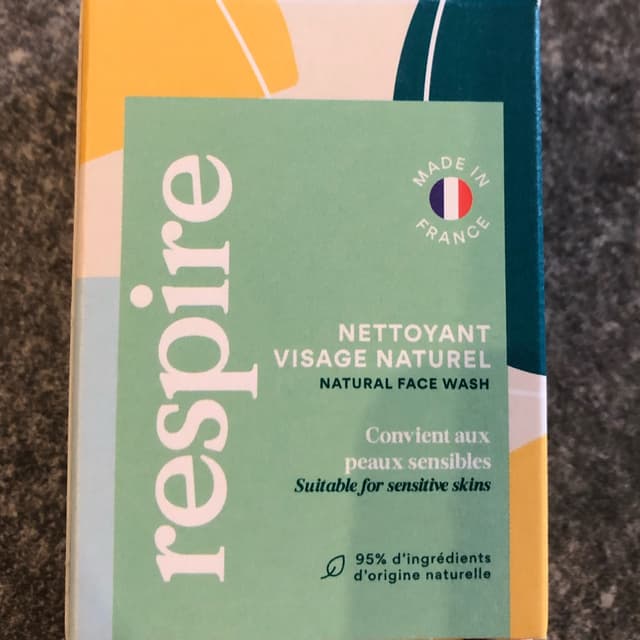 respire
MADE IN
FRANCE
NETTOYANT
VISAGE NATUREL
NATURAL FACE WASH
Convient aux
peaux sensibles
Suitable for sensitive skins
95% d'ingrédients
d'origine naturelle